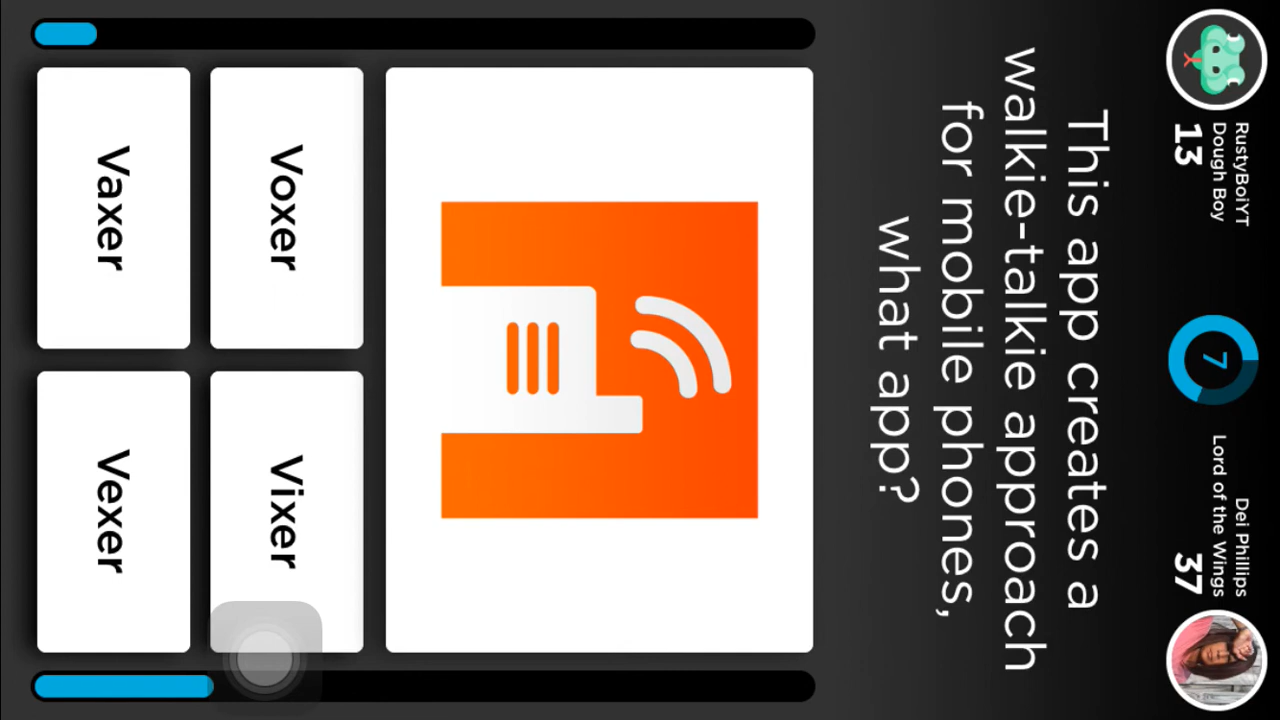 RustyBoiYT
Dough Boy
13
7
Dei Phillips
Lord of the Wings
37
This app creates a
walkie-talkie approach
for mobile phones,
what app?
Voxer
Vixer
Vaxer
Vexer